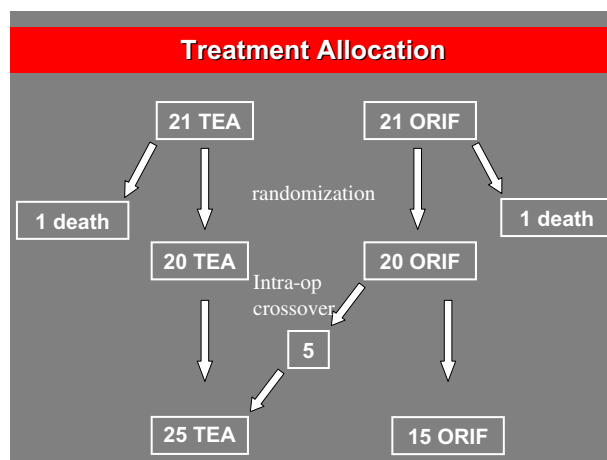 Treatment Allocation
21 TEA
21 ORIF
randomization
1 death
1 death
20 TEA
20 ORIF
Intra-op
crossover
5
25 TEA
15 ORIF